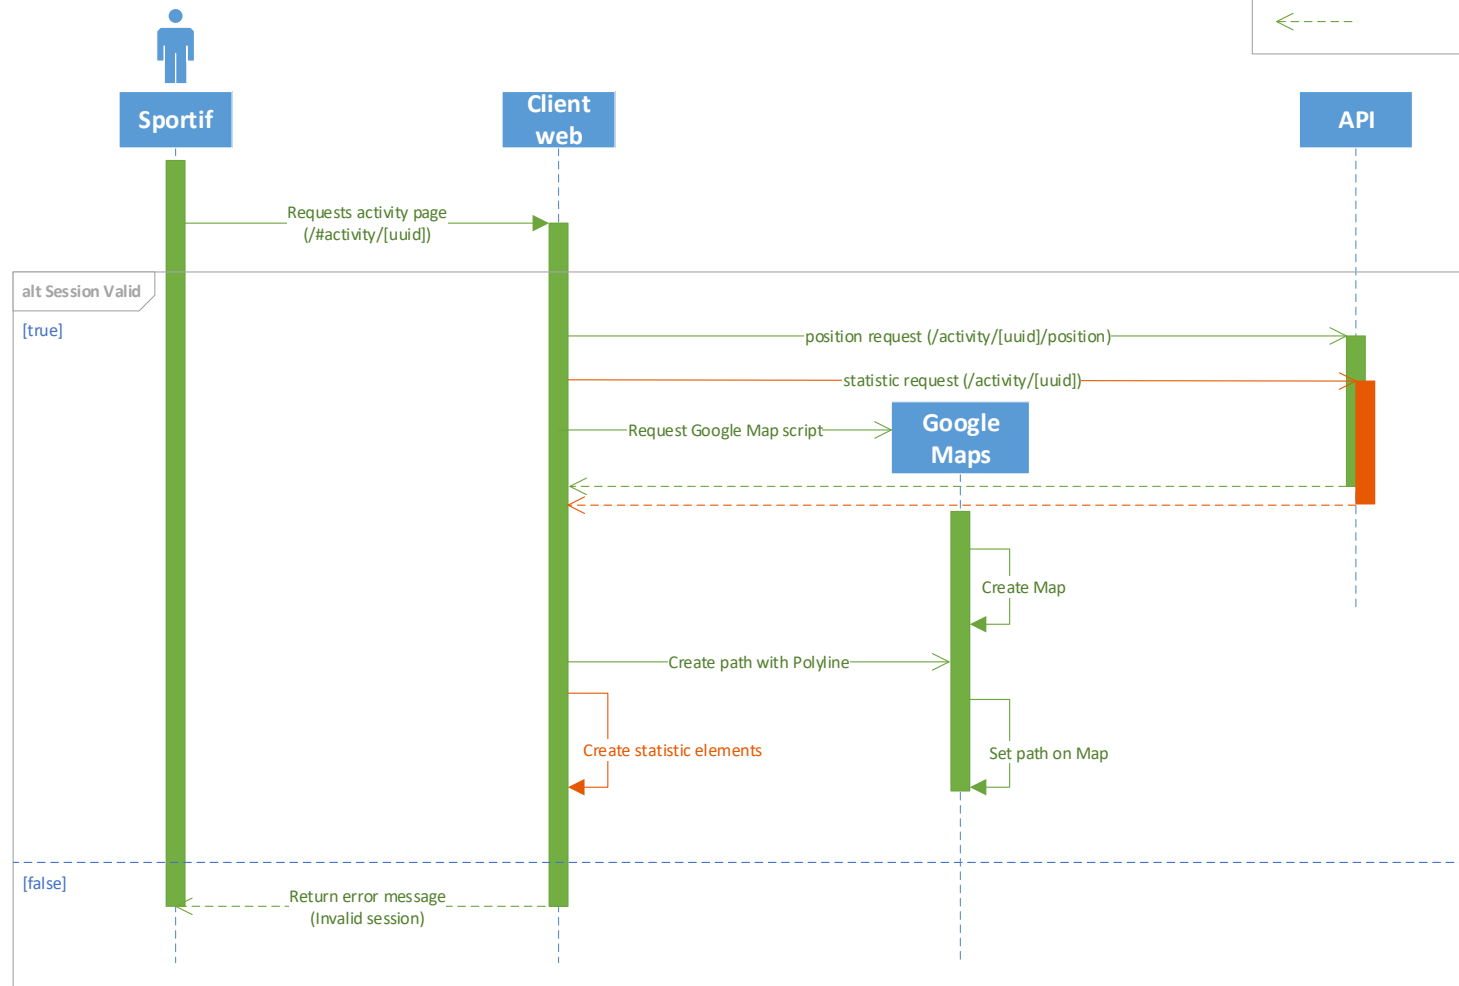 Sportif
Client
web
API
Requests activity page
(/#activity/[uuid])
alt Session Valid
[true]
position request (/activity/[uuid]/position)
statistic request (/activity/[uuid])
Google
Maps
Request Google Map script
Create Map
Create path with Polyline
Create statistic elements
Set path on Map
[false]
Return error message
(Invalid session)